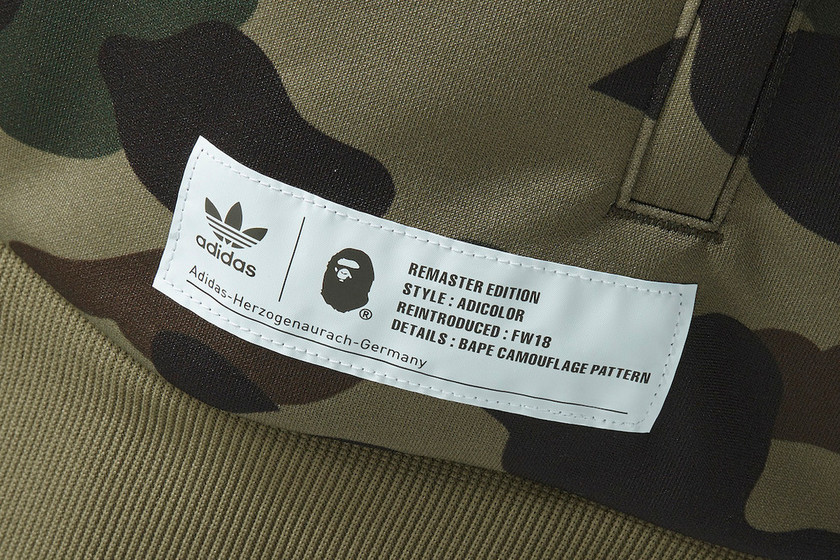 adidas
Adidas-Herzogenaurach-Germany
®
REMASTER EDITION
STYLE : ADICOLOR
REINTRODUCED : FW18
DETAILS : BAPE CAMOUFLAGE PATTERN